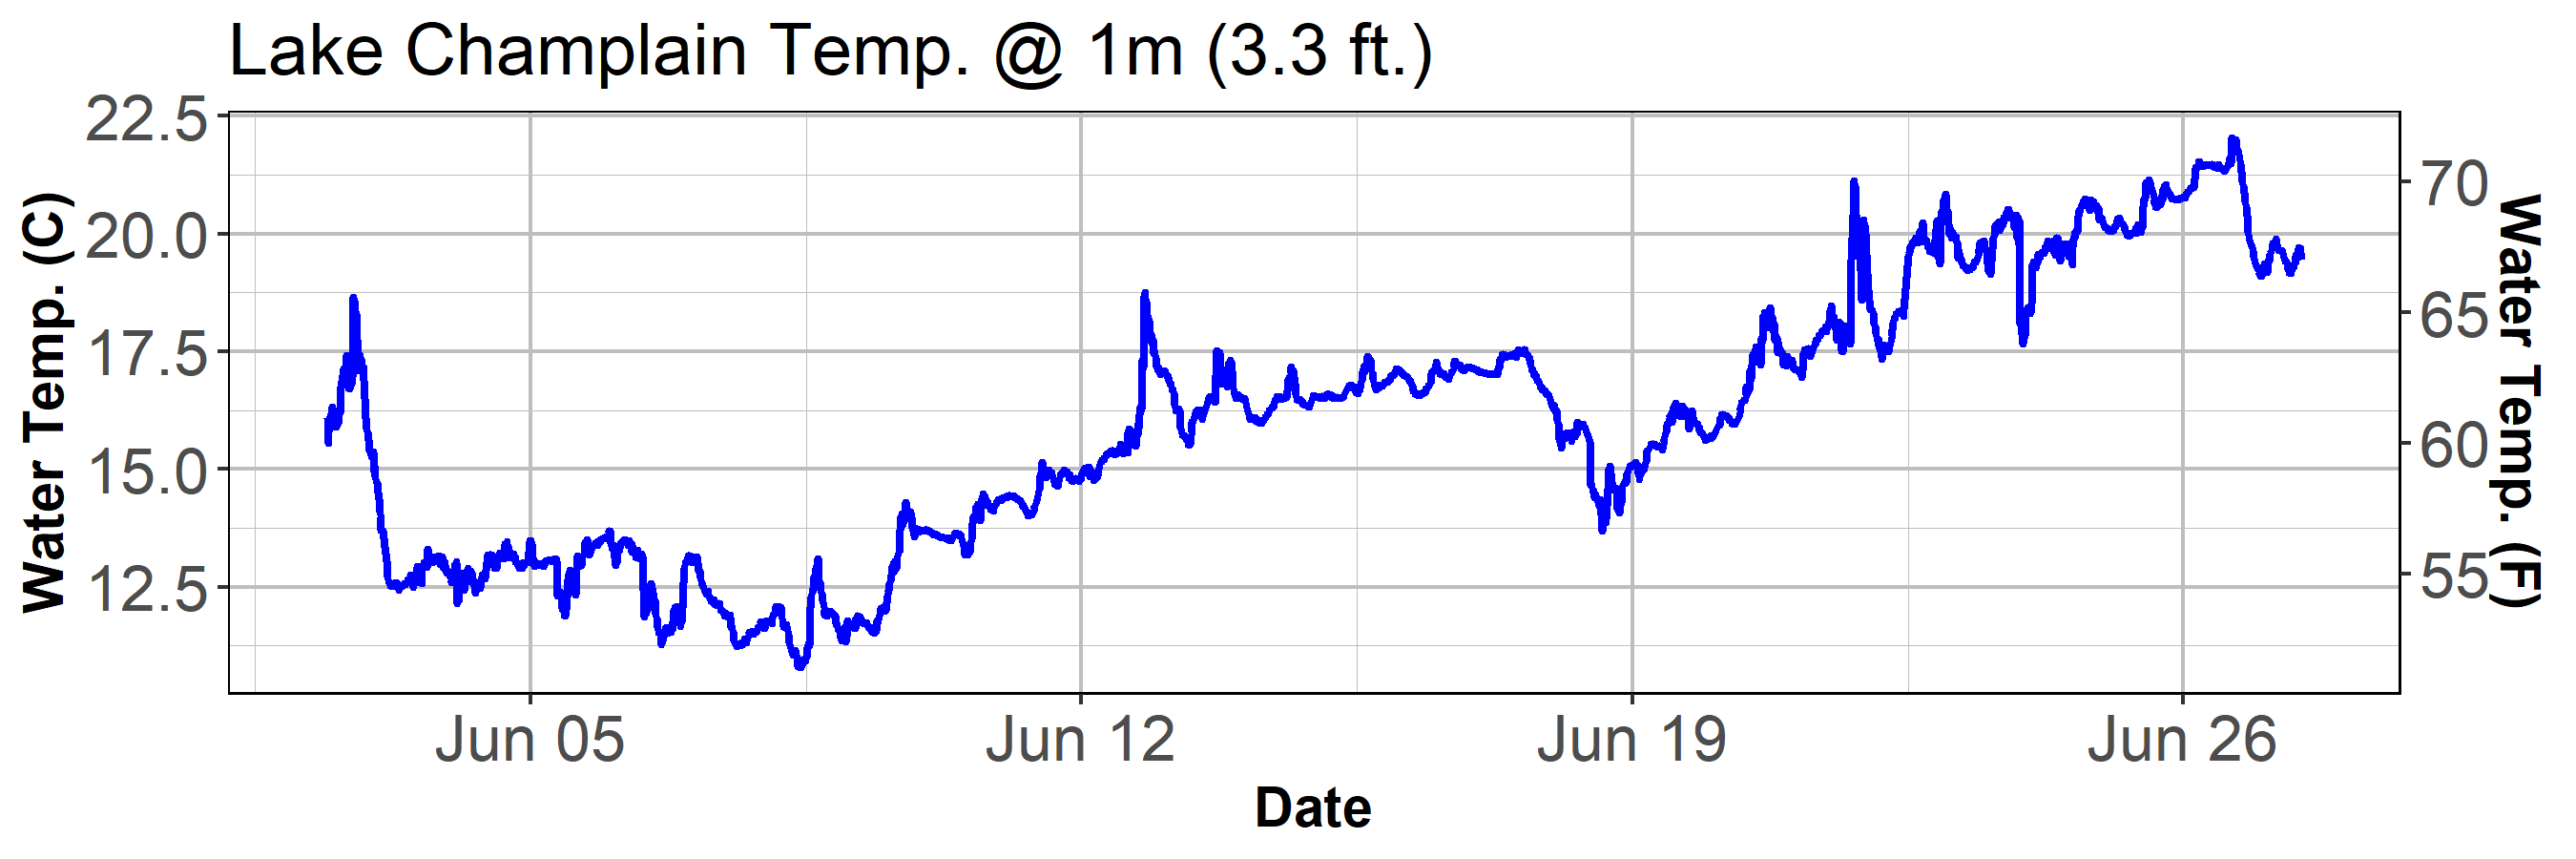 Lake Champlain Temp. @ 1m (3.3 ft.)
Water Temp. (C)
22.5
20.0
17.5
15.0
12.5
70
65
60
55
Water Temp. (F)
Jun 05
Jun 12
Jun 19
Jun 26
Date